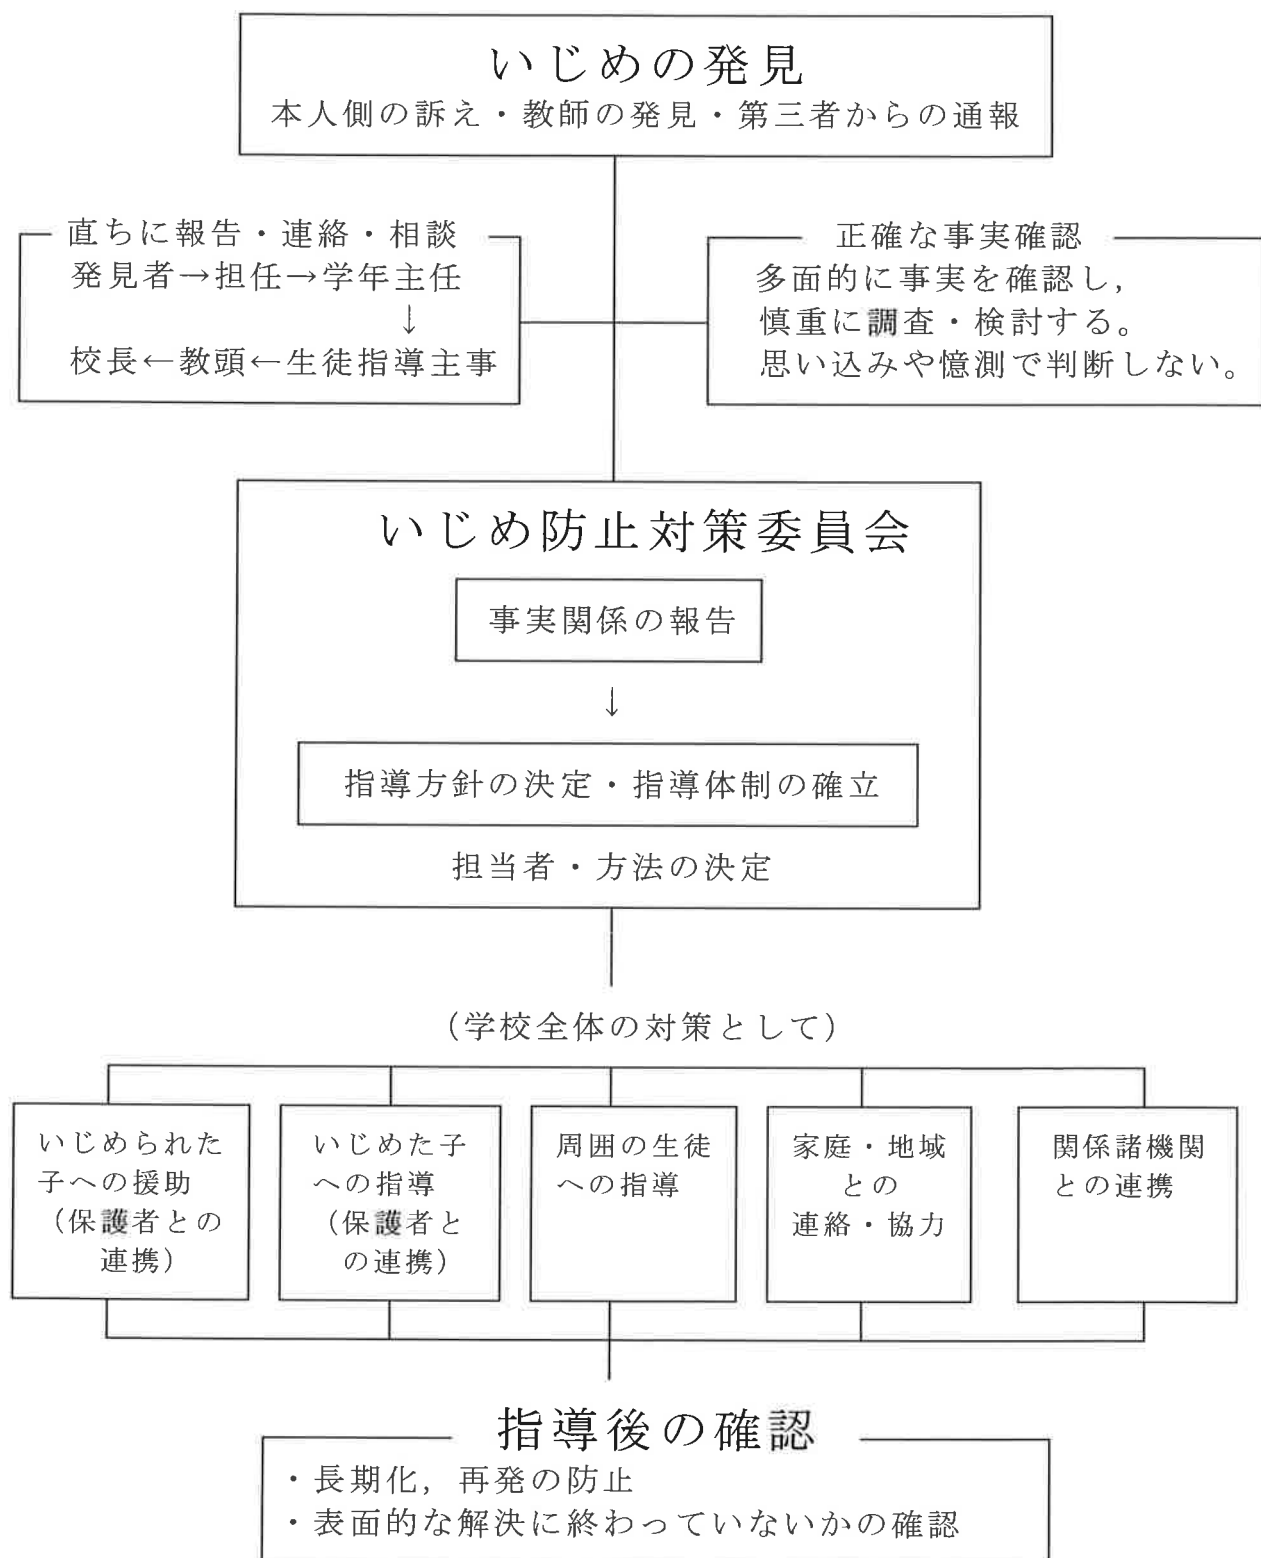 いじめの発見
本人側の訴え・教師の発見・第三者からの通報
直ちに報告・連絡・相談
発見者→担任→学年主任
↓
校長←教頭←生徒指導主事
正確な事実確認
多面的に事実を確認し，
慎重に調査・検討する。
思い込みや憶測で判断しない。
いじめ防止対策委員会
事実関係の報告
↓
指導方針の決定・指導体制の確立
担当者・方法の決定
（学校全体の対策として）
いじめられた
子への援助
（保護者との
連携）
いじめた子
への指導
（保護者と
の連携）
周囲の生徒
への指導
家庭・地域
との
連絡・協力
関係諸機関
との連携
指導後の確認
・長期化，再発の防止
・表面的な解決に終わっていないかの確認